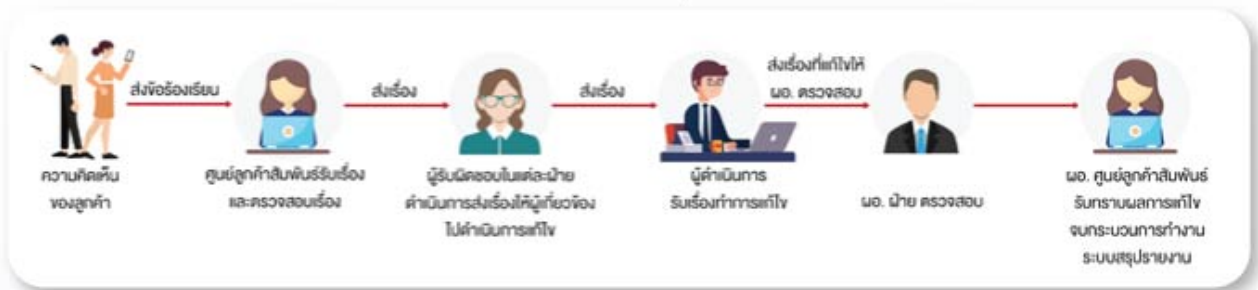 ส่งข้อร้องเรียน
ส่งเรื่อง
ส่งเรื่อง
ส่งเรื่องที่แก้ไขให้
ผอ. ตรวจสอบ
ความคิดเห็น
ของลูกค้า
ศูนย์ลูกค้าสัมพันธ์รับเรื่อง
และตรวจสอบเรื่อง
ผู้รับผิดชอบในแต่ละฝ่าย
ดำเนินการส่งเรื่องให้ผู้เกี่ยวข้อง
ไปดำเนินการแก้ไข
ผู้ดำเนินการ
รับเรื่องทำการแก้ไข
ผอ. ฝ่าย ตรวจสอบ
ผอ. ศูนย์ลูกค้าสัมพันธ์
รับทราบผลการแก้ไข
จบกระบวนการทำงาน
ระบบสรุปรายงาน